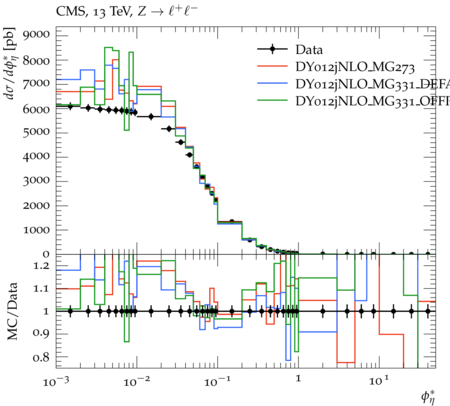 CMS, 13 TeV, Z → ℓ⁺ℓ⁻
dσ/dϕ*η [pb]
9000
8000
7000
6000
5000
4000
3000
2000
1000
0
Data
DY012jNLO_MG273
DY012jNLO_MG331_DEFA
DY012jNLO_MG331_OFFI
MC/Data
1.2
1.1
1
0.9
0.8
10⁻³
10⁻²
10⁻¹
1
10¹
ϕ*η